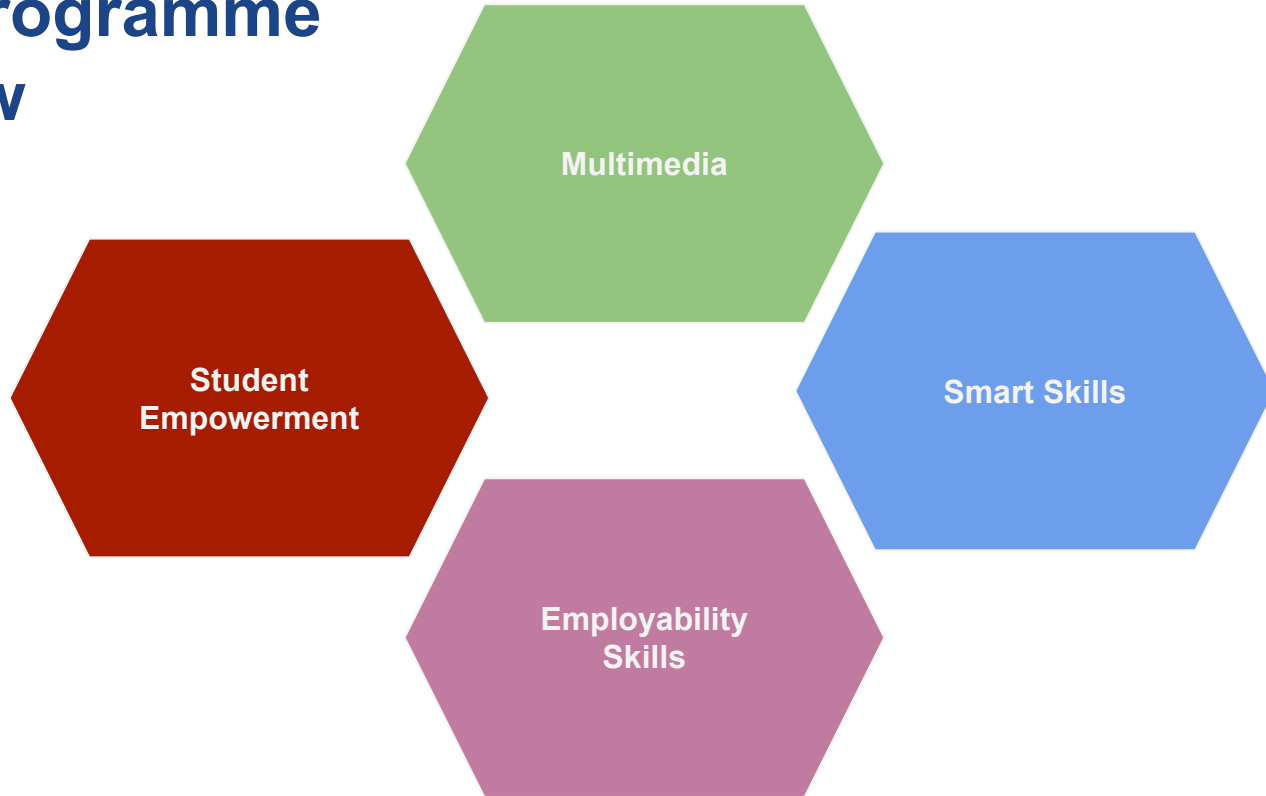 rogramme
w
Multimedia
Student
Empowerment
Smart Skills
Employability
Skills